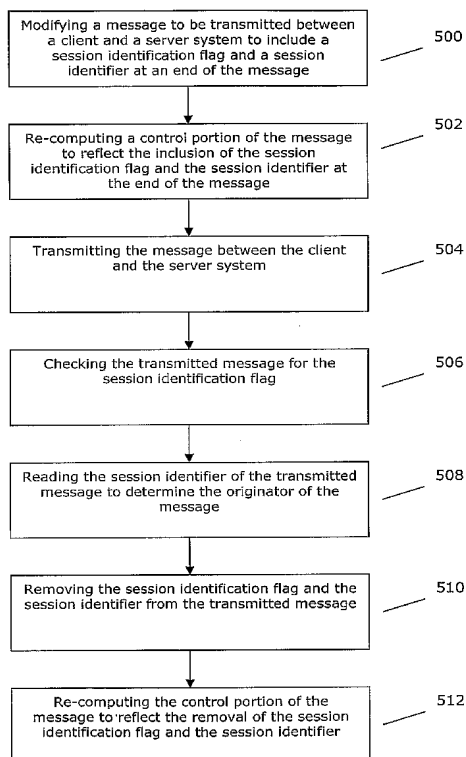 Modifying a message to be transmitted between
a client and a server system to include a
session identification flag and a session
identifier at an end of the message
500
Re-computing a control portion of the message
to reflect the inclusion of the session
identification flag and the session identifier at
the end of the message
502
Transmitting the message between the client
and the server system
504
Checking the transmitted message for the
session identification flag
506
Reading the session identifier of the transmitted
message to determine the originator of the
message
508
Removing the session identification flag and the
session identifier from the transmitted message
510
Re-computing the control portion of the
message to reflect the removal of the session
identification flag and the session identifier
512